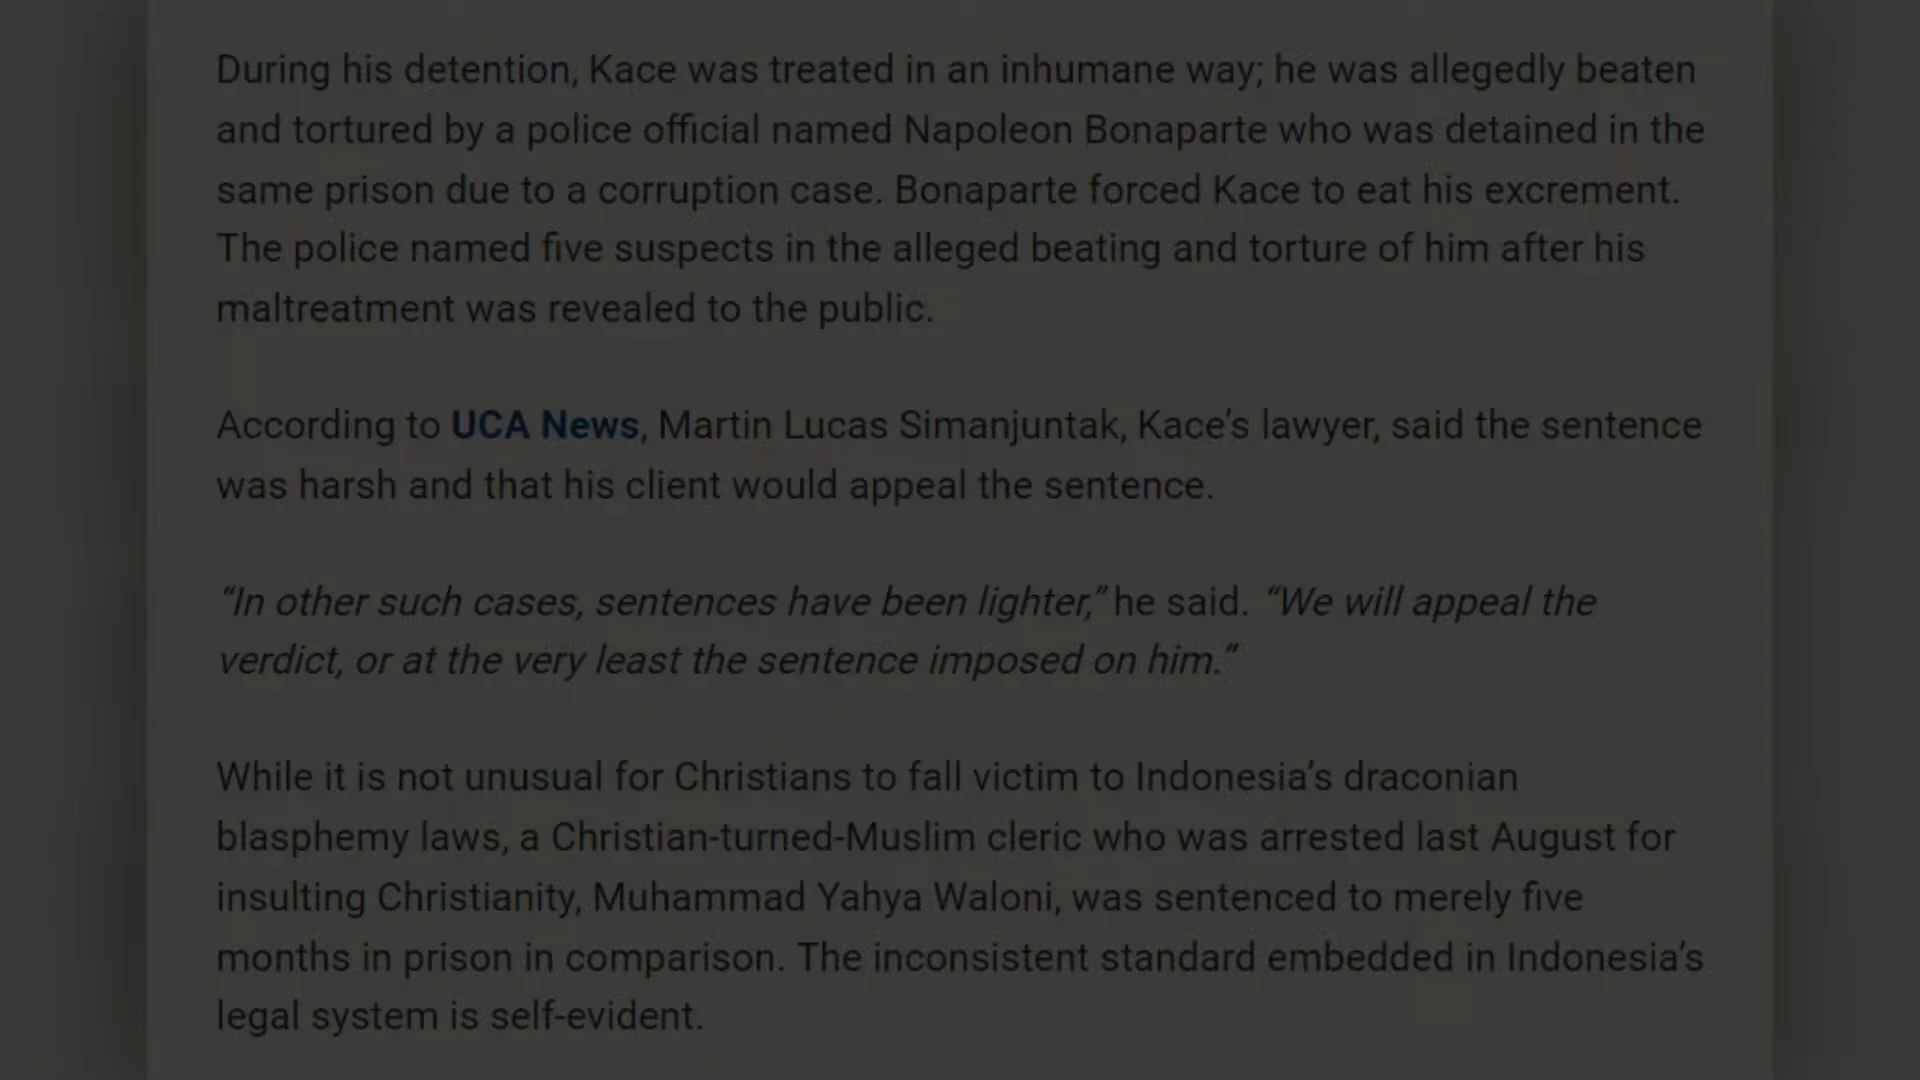 During his detention, Kace was treated in an inhumane way; he was allegedly beaten
and tortured by a police official named Napoleon Bonaparte who was detained in the
same prison due to a corruption case. Bonaparte forced Kace to eat his excrement.
The police named five suspects in the alleged beating and torture of him after his
maltreatment was revealed to the public.
According to UCA News, Martin Lucas Simanjuntak, Kace’s lawyer, said the sentence
was harsh and that his client would appeal the sentence.
“In other such cases, sentences have been lighter,” he said. “We will appeal the
verdict, or at the very least the sentence imposed on him.”
While it is not unusual for Christians to fall victim to Indonesia’s draconian
blasphemy laws, a Christian-turned-Muslim cleric who was arrested last August for
insulting Christianity, Muhammad Yahya Waloni, was sentenced to merely five
months in prison in comparison. The inconsistent standard embedded in Indonesia’s
legal system is self-evident.